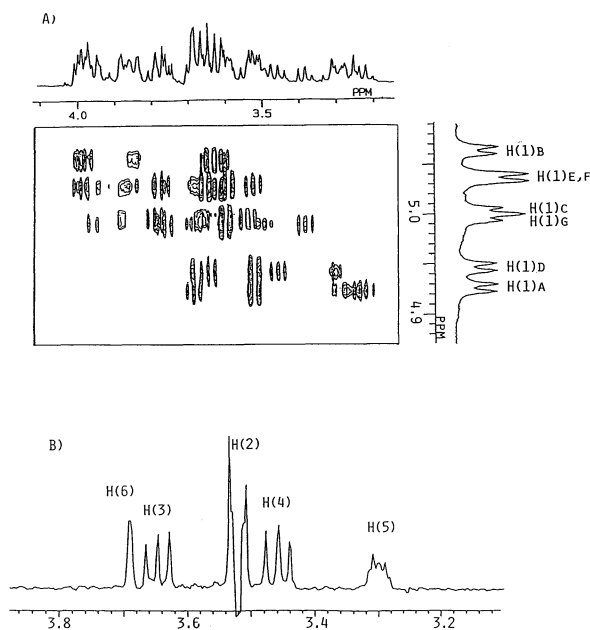 A)
PPM
4.0
3.5
H(1)B
H(1)E,F
5.0
H(1)C
H(1)G
H(1)D
H(1)A
4.9
PPM
B)
H(2)
H(6)
H(3)
H(4)
H(5)
3.8
3.6
3.4
3.2